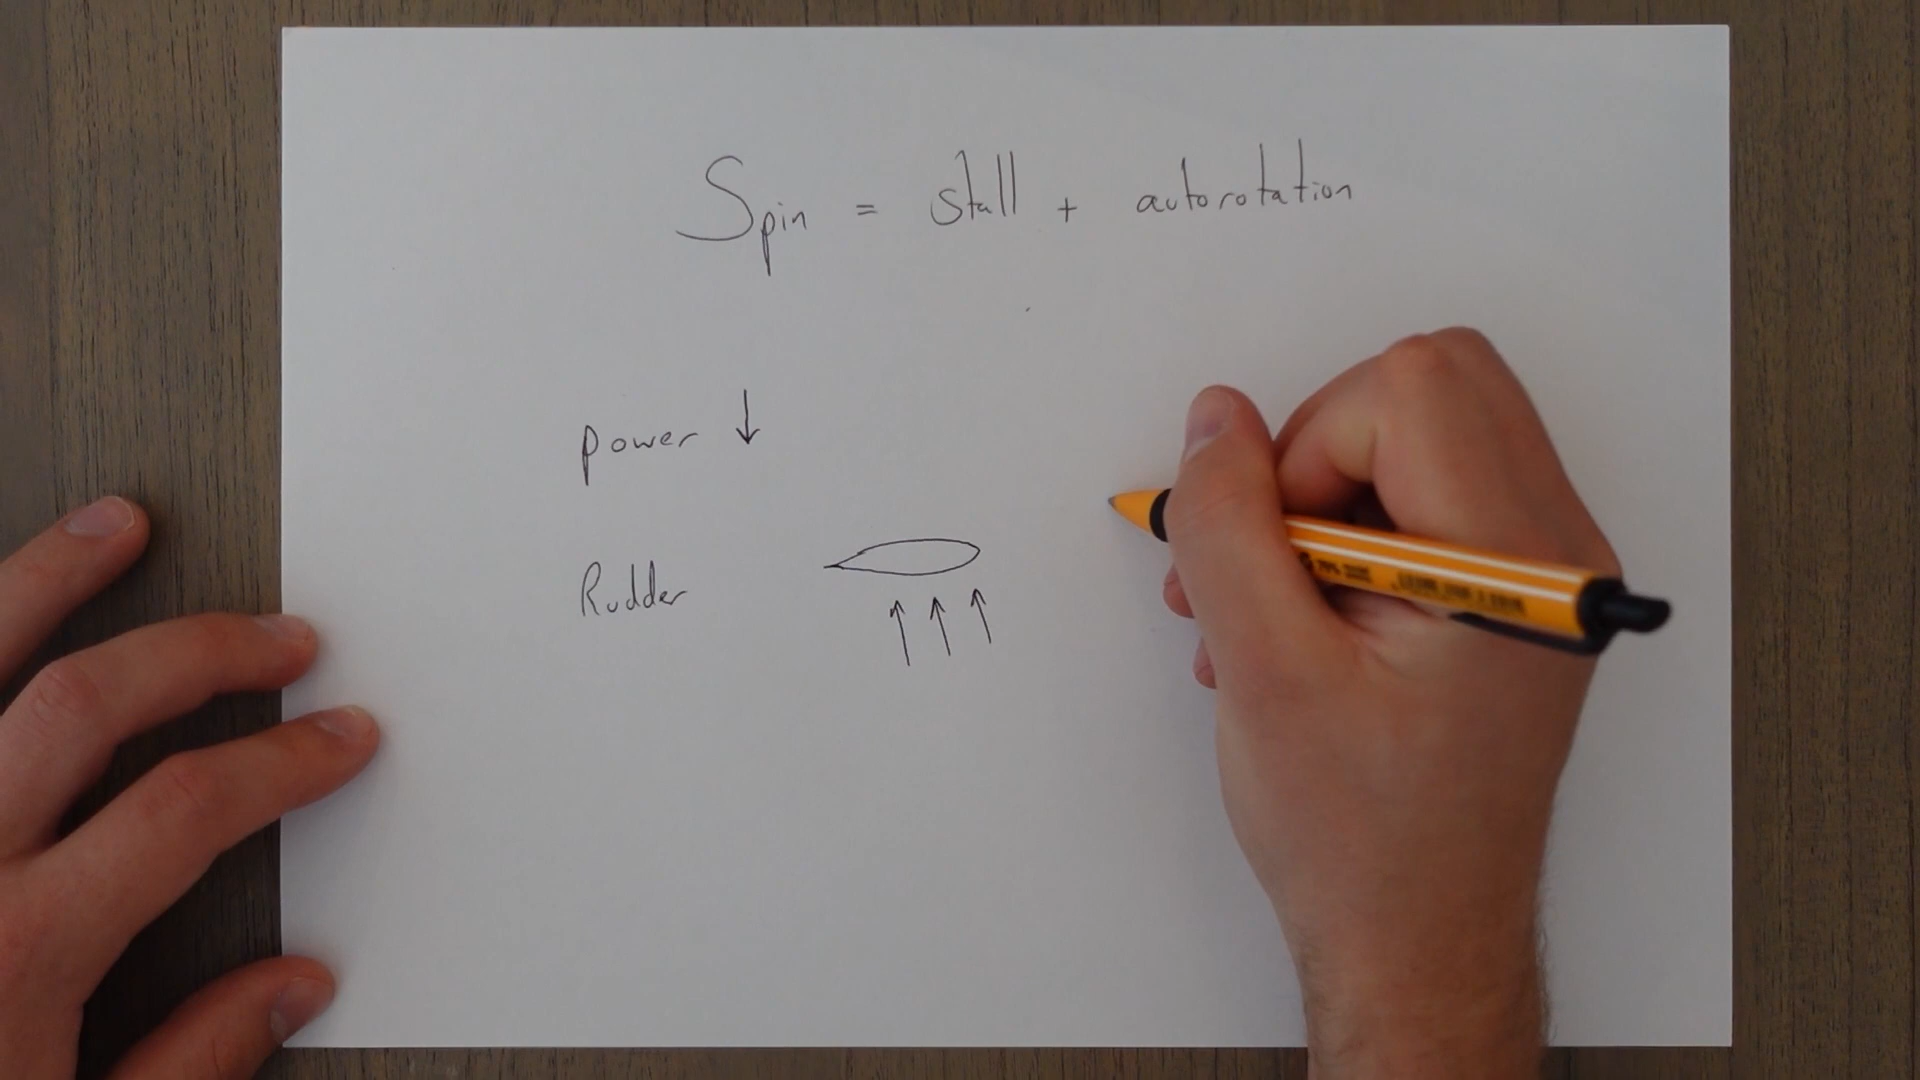 Spin = stall + autorotation
power ↓
Rudder